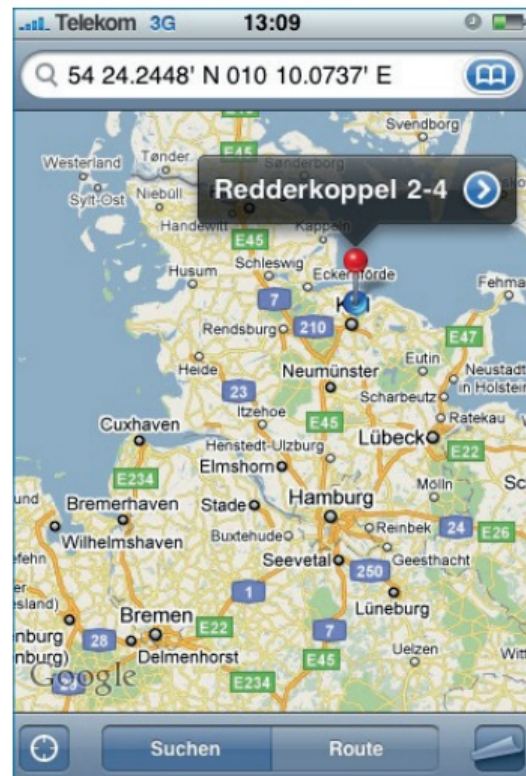 Telekom 3G 13:09
54 24.2448' N 010 10.0737' E
Svendborg
E45
Westerland Tønder Sønderborg
Sylt-Ost Niebüll
Redderkoppel 2-4
Handewitt Kappeln
E45
Husum Schleswig Eckernförde
Fehma
7
Rendsburg 210
E47
Heide Neumünster Eutin
Neustadt
in Holstein
23 Scharbeutz
Itzehoe Ratekau
Cuxhaven E45
Henstedt-Ulzburg Lübeck
E22
Elmshorn
E234 Mölln
Bremerhaven Stade Hamburg
24 E26
Wilhelmshaven Buxtehude Reinbek
Seevetal Geesthacht
250
1 Lüneburg
Bremen E22 7
28 Delmenhorst Uelzen
E45
Google E234
Suchen Route